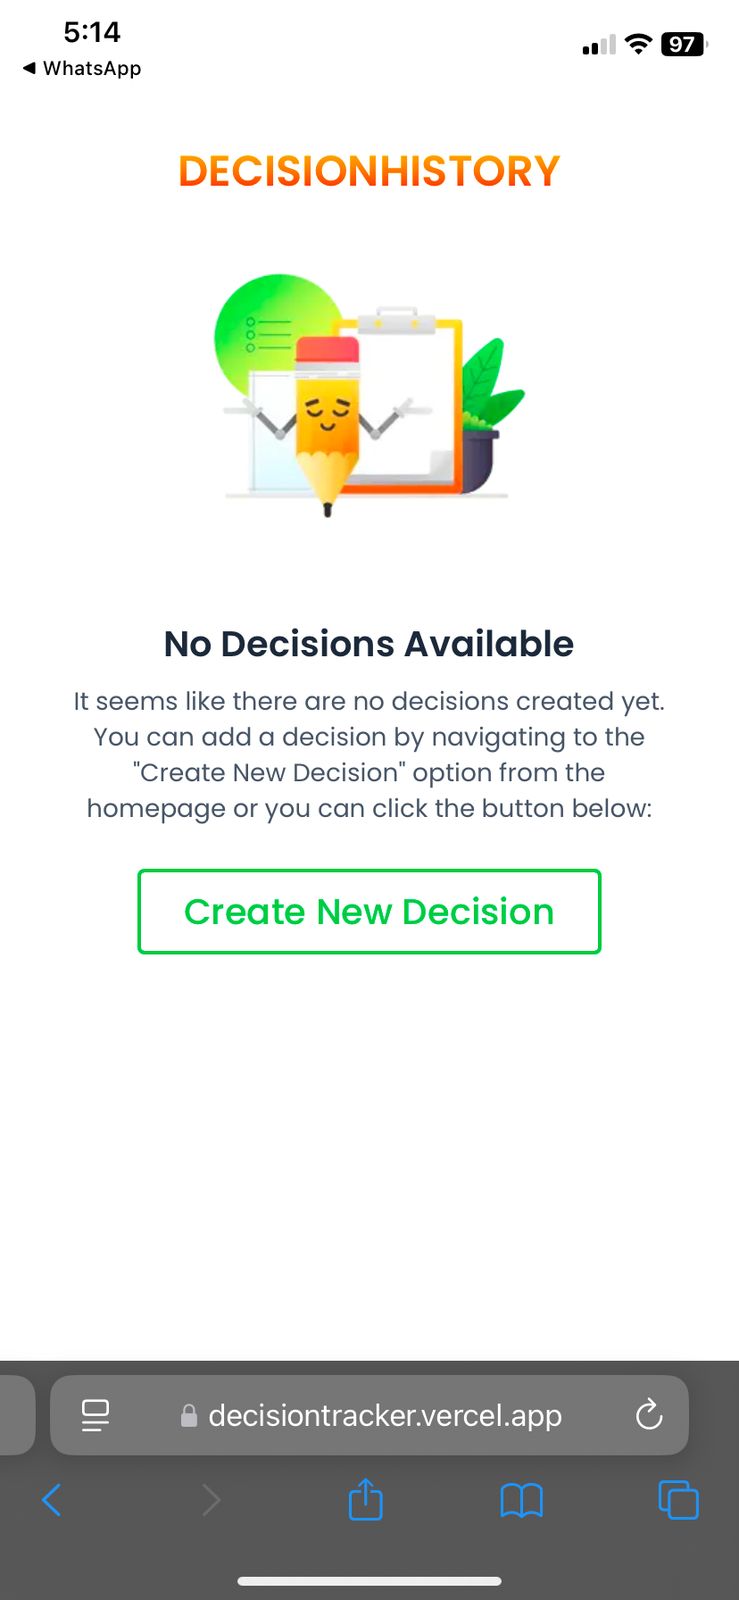 5:14
97
◀ WhatsApp
DECISIONHISTORY
No Decisions Available
It seems like there are no decisions created yet.
You can add a decision by navigating to the
"Create New Decision" option from the
homepage or you can click the button below:
Create New Decision
decisiontracker.vercel.app